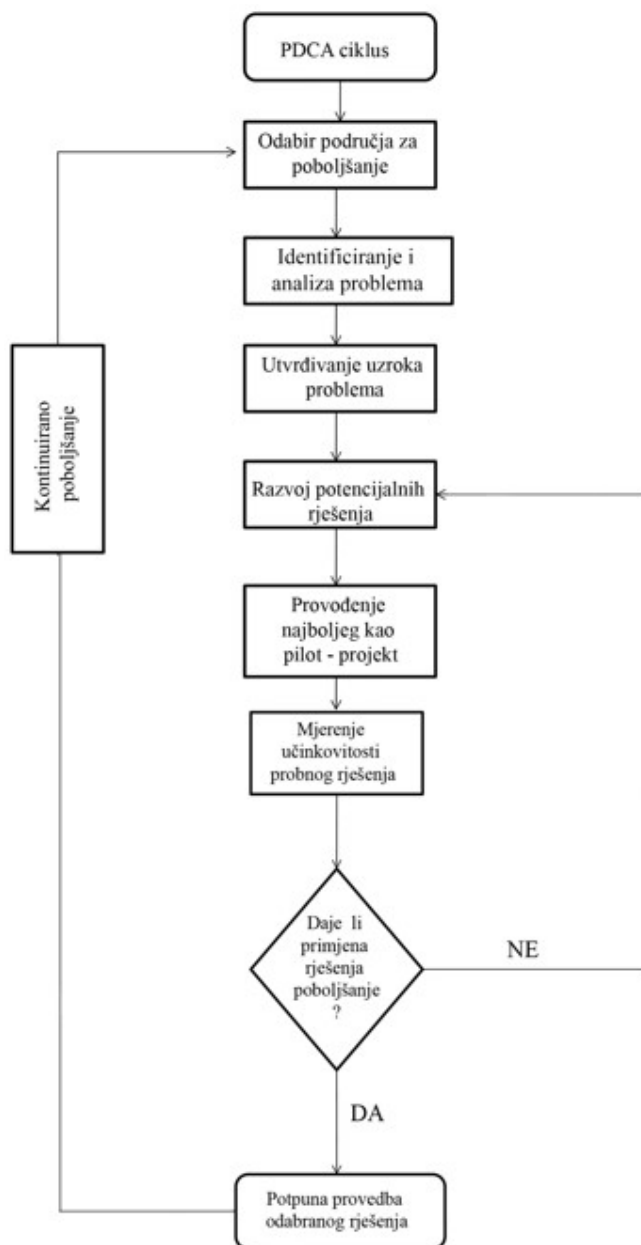 PDCA ciklus
Odabir područja za
poboljšanje
Identificiranje i
analiza problema
Utvrđivanje uzroka
problema
Kontinuirano
poboljšanje
Razvoj potencijalnih
rješenja
Provođenje
najboljeg kao
pilot - projekt
Mjerenje
učinkovitosti
probnog rješenja
Daje li
primjena
rješenja
poboljšanje
?
NE
DA
Potpuna provedba
odabranog rješenja